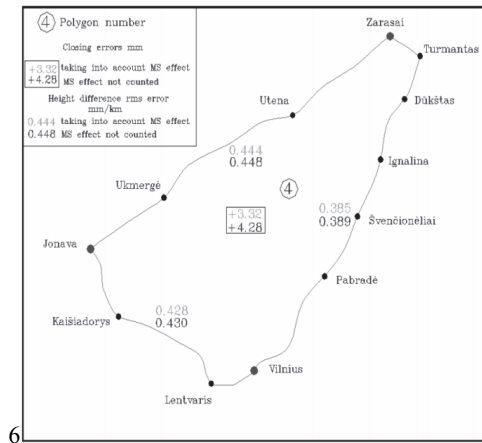 4 Polygon number
Closing errors mm
+3.32 taking into account MS effect
+4.28 MS effect not counted
Height difference rms error
mm/km
0.444 taking into account MS effect
0.448 MS effect not counted
Zarasai
Turmantas
Dūkštas
Utena
Ignalina
0.444
0.448
Ukmergė
4
+3.32
+4.28
0.385
0.389
Švenčionėliai
Jonava
Pabradė
Kaišiadorys
0.428
0.430
Vilnius
Lentvaris
6